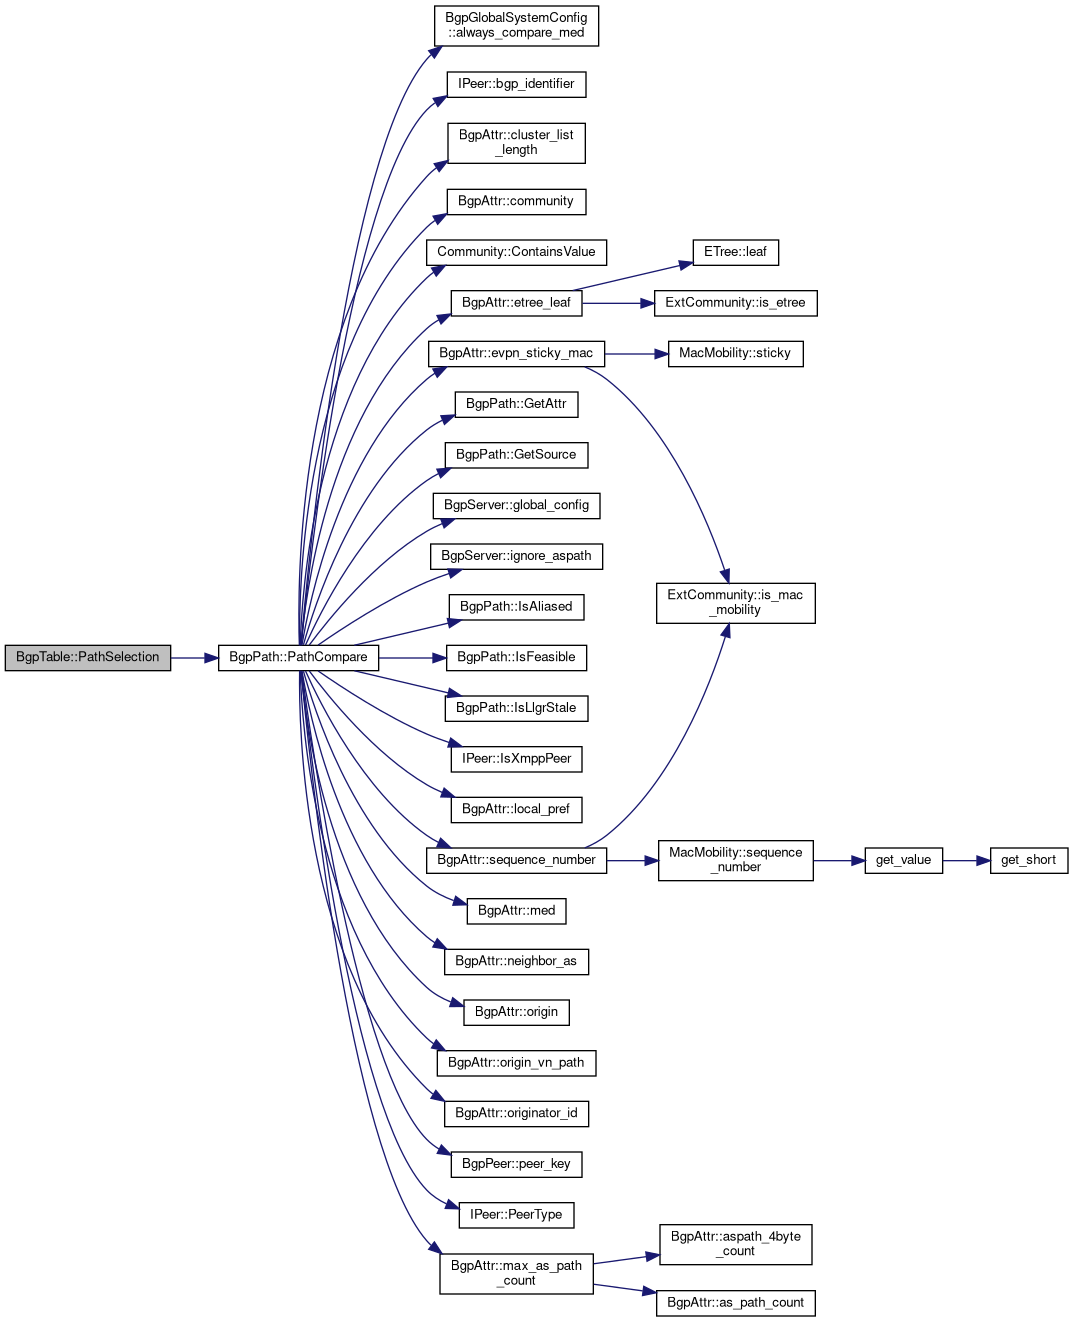 BgpGlobalSystemConfig
::always_compare_med
IPeer::bgp_identifier
BgpAttr::cluster_list
_length
BgpAttr::community
Community::ContainsValue
ETree::leaf
BgpAttr::etree_leaf
ExtCommunity::is_etree
BgpAttr::evpn_sticky_mac
MacMobility::sticky
BgpPath::GetAttr
BgpPath::GetSource
BgpServer::global_config
BgpServer::ignore_aspath
ExtCommunity::is_mac
_mobility
BgpPath::IsAliased
BgpTable::PathSelection
BgpPath::PathCompare
BgpPath::IsFeasible
BgpPath::IsLlgrStale
IPeer::IsXmppPeer
BgpAttr::local_pref
BgpAttr::sequence_number
MacMobility::sequence
_number
get_value
get_short
BgpAttr::med
BgpAttr::neighbor_as
BgpAttr::origin
BgpAttr::origin_vn_path
BgpAttr::originator_id
BgpPeer::peer_key
IPeer::PeerType
BgpAttr::aspath_4byte
_count
BgpAttr::max_as_path
_count
BgpAttr::as_path_count